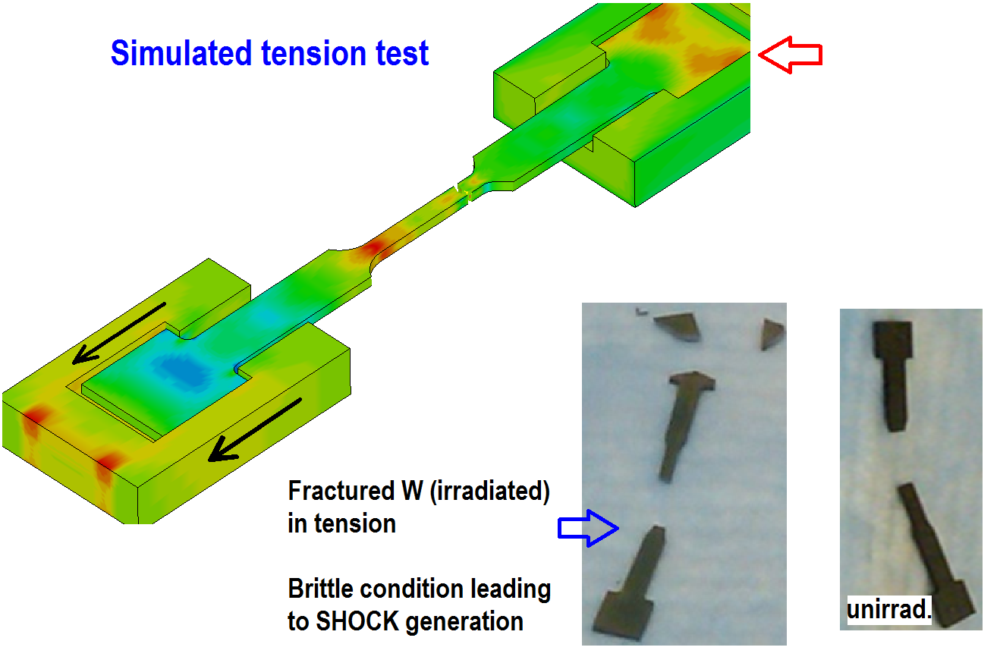 Simulated tension test
Fractured W (irradiated)
in tension
Brittle condition leading
to SHOCK generation
unirrad.